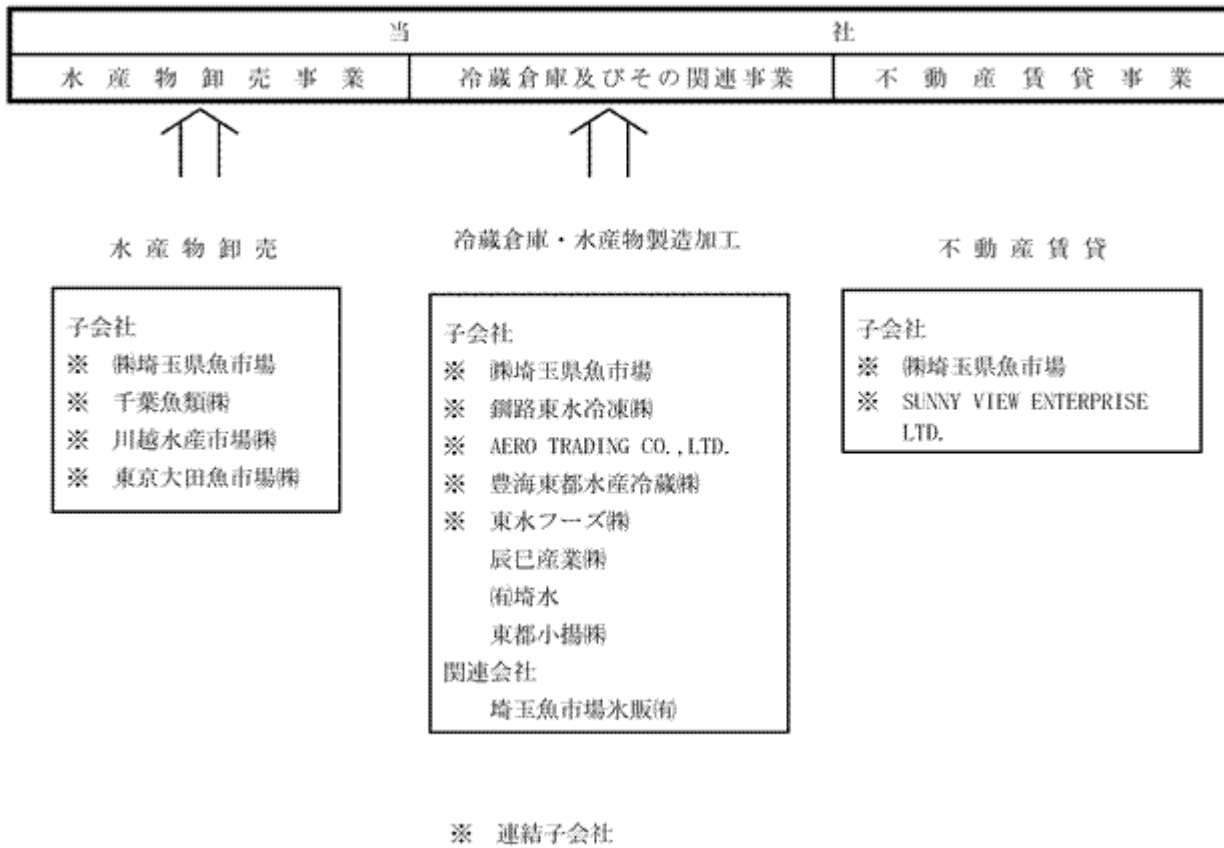 当社
水産物卸売事業 冷蔵倉庫及びその関連事業 不動産賃貸事業
水産物卸売
子会社
※ ㈱埼玉県魚市場
※ 千葉魚類㈱
※ 川越水産市場㈱
※ 東京大田魚市場㈱
冷蔵倉庫・水産物製造加工
子会社
※ ㈱埼玉県魚市場
※ 釧路東水冷凍㈱
※ AERO TRADING CO.,LTD.
※ 豊海東都水産冷蔵㈱
※ 東水フーズ㈱
辰巳産業㈱
㈲埼水
東都小揚㈱
関連会社
埼玉魚市場氷販㈲
不動産賃貸
子会社
※ ㈱埼玉県魚市場
※ SUNNY VIEW ENTERPRISE
LTD.
※ 連結子会社